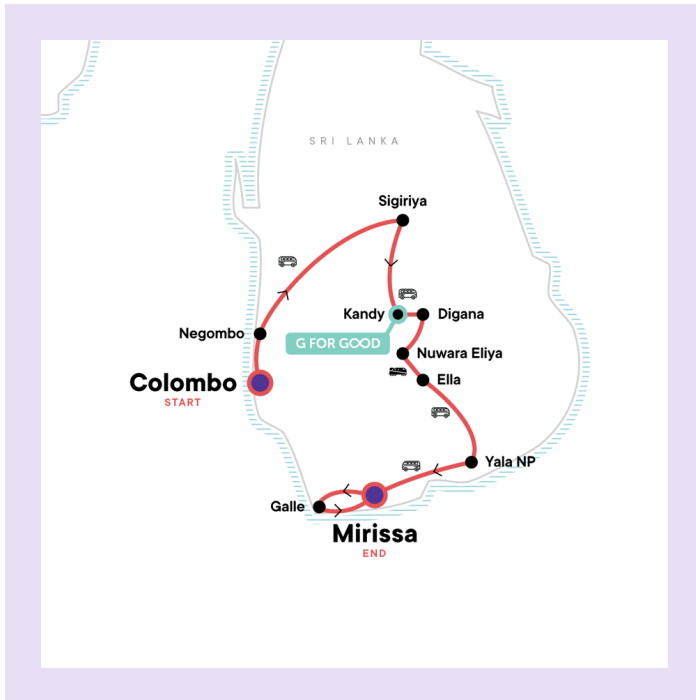 SRI LANKA
Sigiriya
Kandy
Digana
Negombo
G FOR GOOD
Nuwara Eliya
Colombo
START
Ella
Yala NP
Galle
Mirissa
END